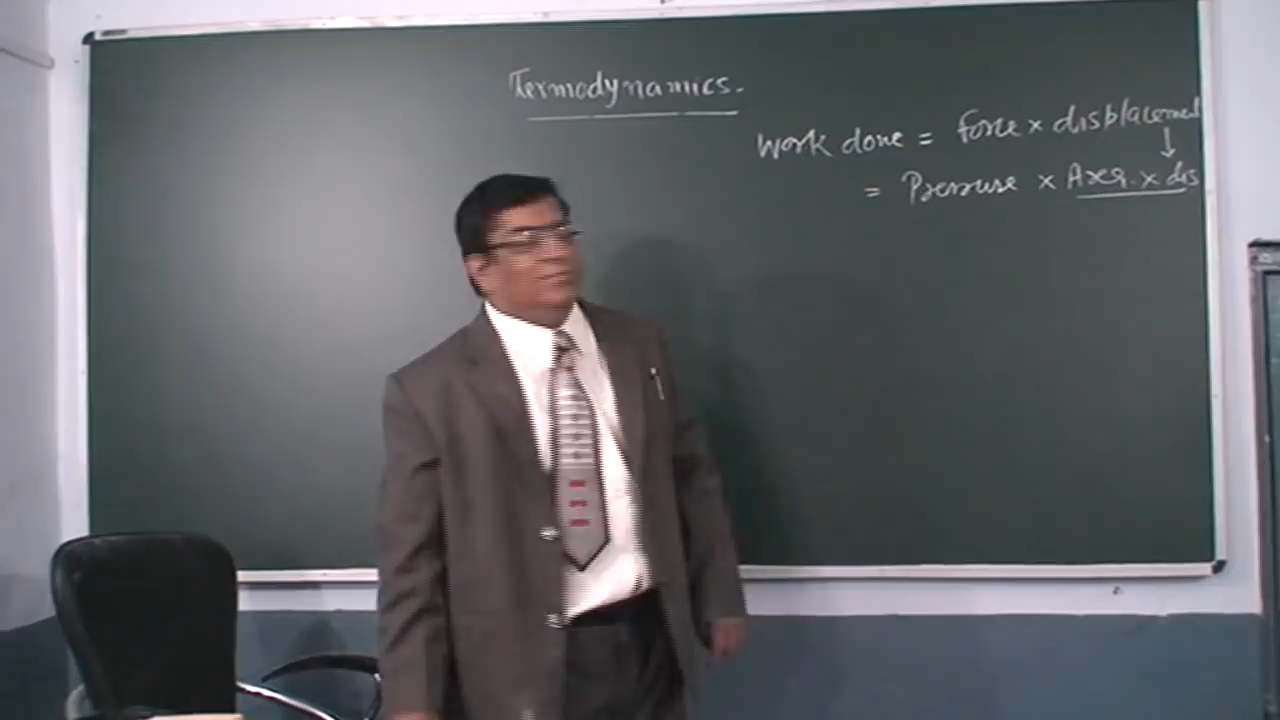 Termodynamics.
Work done = force × displacement
= Pressure × Area × dis